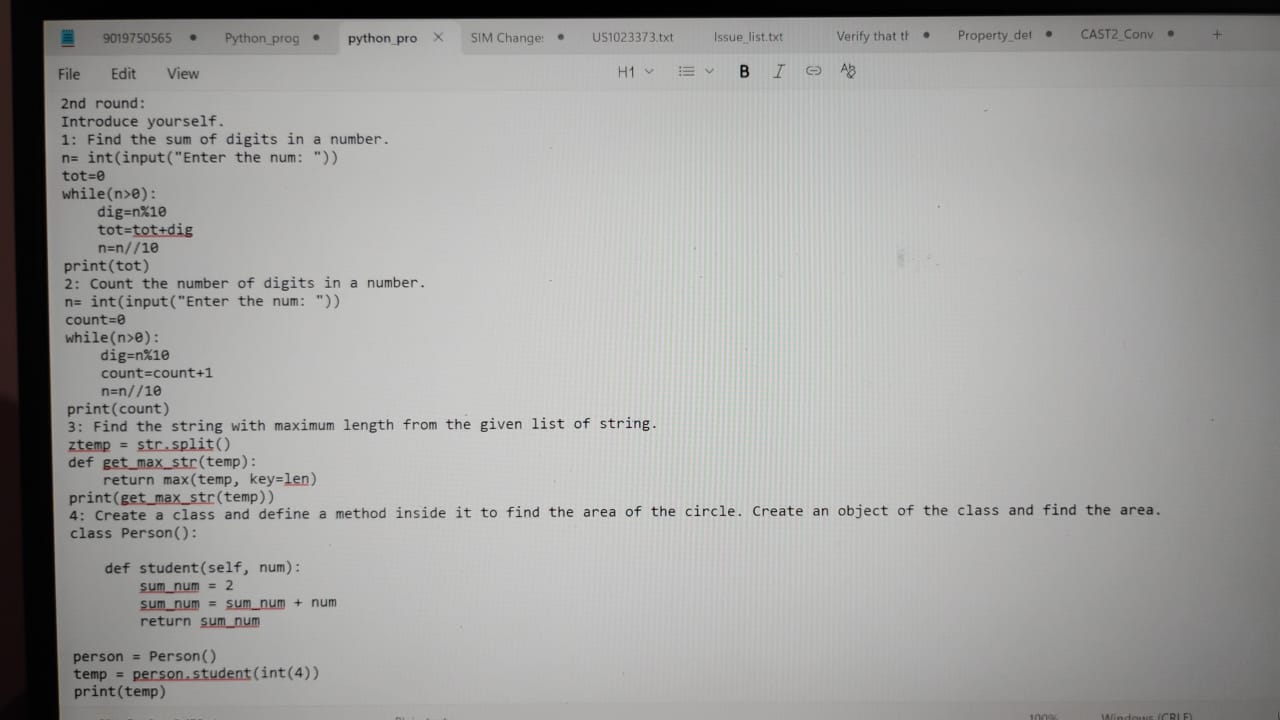 9019750565 • Python_prog • python_pro × SIM Change: • US1023373.txt Issue_list.txt Verify that th • Property_def • CAST2_Conv • +
File Edit View H1 B I
2nd round:
Introduce yourself.
1: Find the sum of digits in a number.
n= int(input("Enter the num: "))
tot=0
while(n>0):
    dig=n%10
    tot=tot+dig
    n=n//10
print(tot)
2: Count the number of digits in a number.
n= int(input("Enter the num: "))
count=0
while(n>0):
    dig=n%10
    count=count+1
    n=n//10
print(count)
3: Find the string with maximum length from the given list of string.
ztemp = str.split()
def get_max_str(temp):
    return max(temp, key=len)
print(get_max_str(temp))
4: Create a class and define a method inside it to find the area of the circle. Create an object of the class and find the area.
class Person():
    def student(self, num):
        sum_num = 2
        sum_num = sum_num + num
        return sum_num
person = Person()
temp = person.student(int(4))
print(temp)
100% Windows (CRLF)